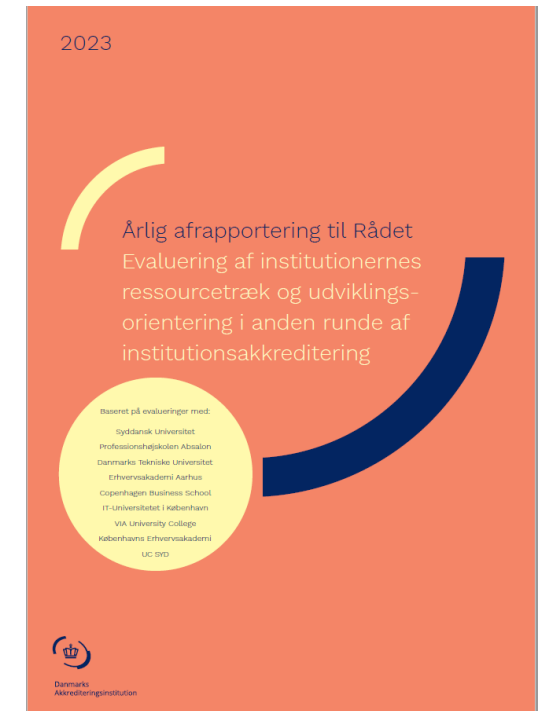 2023
Årlig afrapportering til Rådet
Evaluering af institutionernes
ressourcetræk og udviklings-
orientering i anden runde af
institutionsakkreditering
Baseret på evalueringer med:
Syddansk Universitet
Professionshøjskolen Absalon
Danmarks Tekniske Universitet
Erhvervsakademi Aarhus
Copenhagen Business School
IT-Universitetet i København
VIA University College
Københavns Erhvervsakademi
UC SYD
Danmarks
Akkrediteringsinstitution